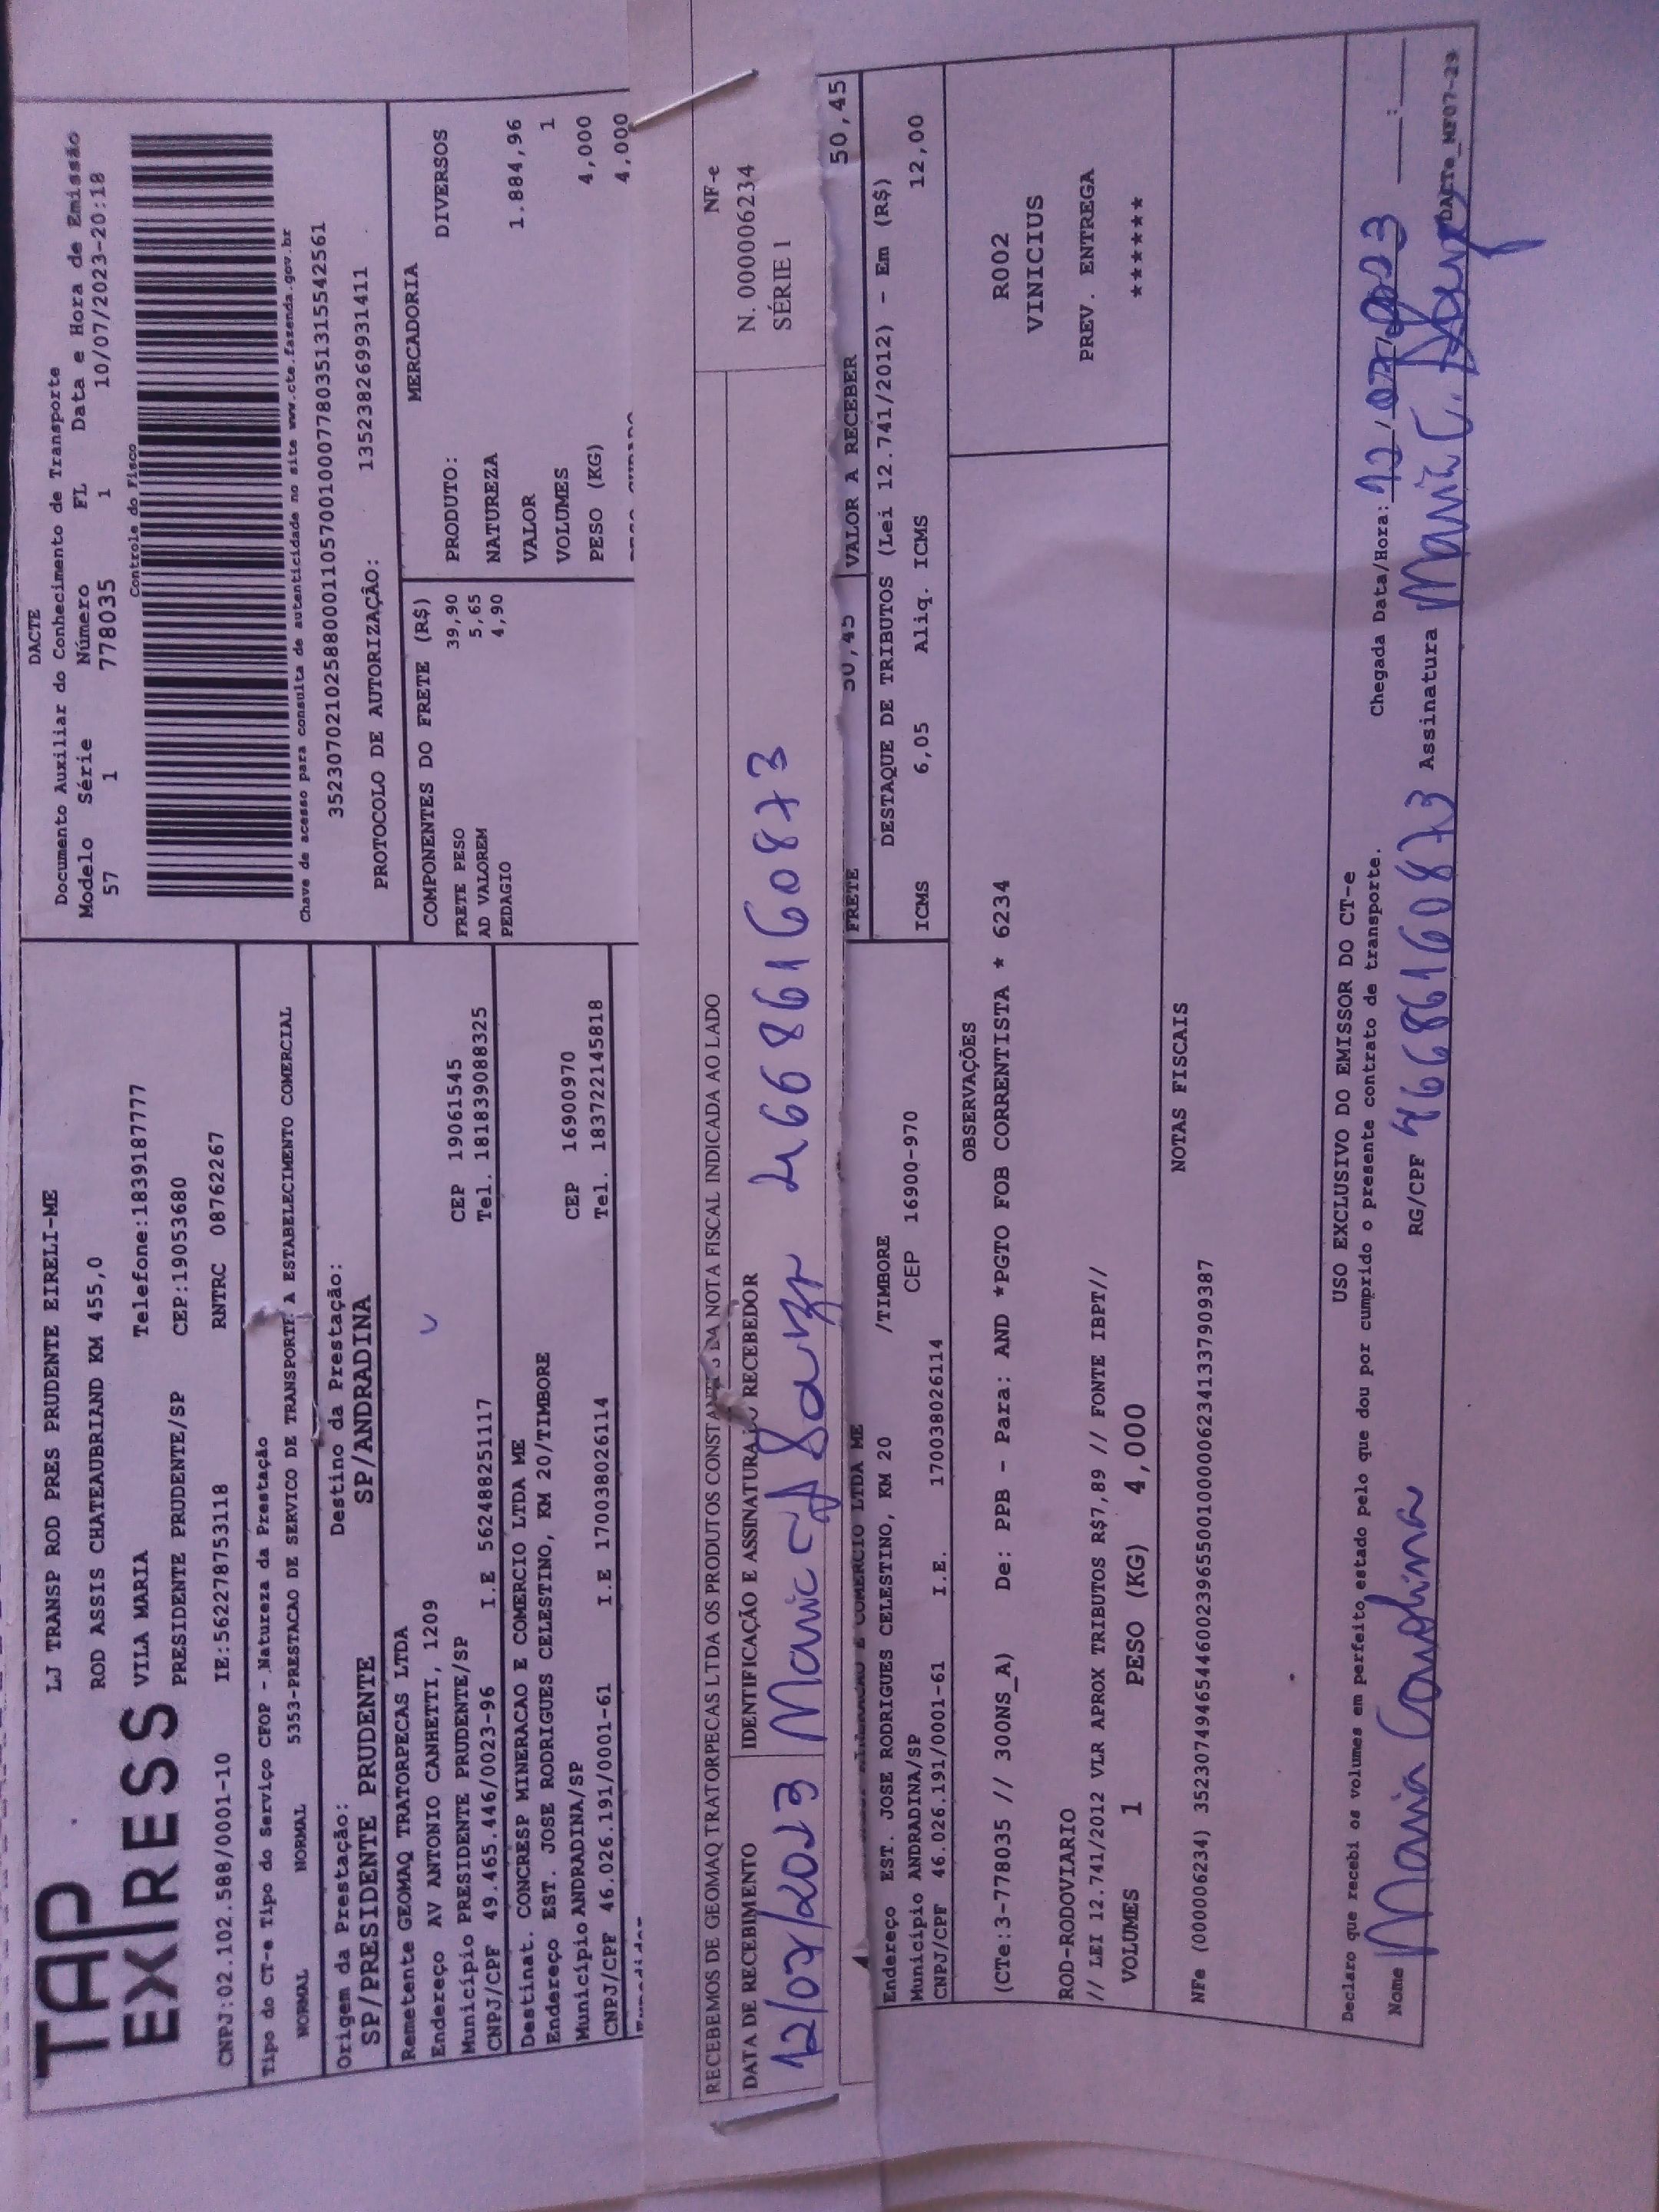 TAP
EXPRESS
LJ TRANSP ROD PRES PRUDENTE EIRELI-ME
ROD ASSIS CHATEAUBRIAND KM 455,0
VILA MARIA Telefone:1839187777
PRESIDENTE PRUDENTE/SP CEP:19053680
CNPJ:02.102.588/0001-10 IE:562278753118 RNTRC 08762267
Tipo do CT-e Tipo do Serviço CFOP - Natureza da Prestação
NORMAL NORMAL 5353-PRESTACAO DE SERVICO DE TRANSPORTE A ESTABELECIMENTO COMERCIAL
Origem da Prestação: Destino da Prestação:
SP/PRESIDENTE PRUDENTE SP/ANDRADINA
Remetente GEOMAQ TRATORPECAS LTDA
Endereço AV ANTONIO CANHETTI, 1209 CEP 19061545
Município PRESIDENTE PRUDENTE/SP Tel. 181839088325
CNPJ/CPF 49.465.446/0023-96 I.E 562488251117
Destinat. CONCRESP MINERACAO E COMERCIO LTDA ME
Endereço EST. JOSE RODRIGUES CELESTINO, KM 20/TIMBORE
Município ANDRADINA/SP CEP 16900970
CNPJ/CPF 46.026.191/0001-61 I.E 170038026114 Tel. 183722145818
DACTE
Documento Auxiliar do Conhecimento de Transporte
Modelo Série Número FL Data e Hora de Emissão
57 1 778035 1 10/07/2023-20:18
Controle do Fisco
Chave de acesso para consulta de autenticidade no site www.cte.fazenda.gov.br
35230702102588000110570010007780351315542561
PROTOCOLO DE AUTORIZAÇÃO: 135238269931411
COMPONENTES DO FRETE (R$)
FRETE PESO 39,90
AD VALOREM 5,65
PEDAGIO 4,90
MERCADORIA
PRODUTO: DIVERSOS
NATUREZA
VALOR 1.884,96
VOLUMES 1
PESO (KG) 4,000
4,000
RECEBEMOS DE GEOMAQ TRATORPECAS LTDA OS PRODUTOS CONSTANTES DA NOTA FISCAL INDICADA AO LADO
DATA DE RECEBIMENTO IDENTIFICAÇÃO E ASSINATURA DO RECEBEDOR
12/07/2023 Maria C. Souza 46686160873
NF-e
N. 000006234
SÉRIE 1
FRETE 50,45 VALOR A RECEBER 50,45
DESTAQUE DE TRIBUTOS (Lei 12.741/2012) - Em (R$)
ICMS 6,05 Aliq. ICMS 12,00
E COMERCIO LTDA ME
Endereço EST. JOSE RODRIGUES CELESTINO, KM 20 /TIMBORE
Município ANDRADINA/SP CEP 16900-970
CNPJ/CPF 46.026.191/0001-61 I.E. 170038026114
OBSERVAÇÕES
(CTe:3-778035 // 300NS_A) De: PPB - Para: AND *PGTO FOB CORRENTISTA * 6234
ROD-RODOVIARIO
// LEI 12.741/2012 VLR APROX TRIBUTOS R$7,89 // FONTE IBPT//
VOLUMES 1 PESO (KG) 4,000
R002
VINICIUS
PREV. ENTREGA
******
NOTAS FISCAIS
NFe (000006234) 35230749465446002396550010000062341337909387
USO EXCLUSIVO DO EMISSOR DO CT-e
Declaro que recebi os volumes em perfeito estado pelo que dou por cumprido o presente contrato de transporte. Chegada Data/Hora: 12/07/2023 ___:___
Nome Maria Carolina RG/CPF 46686160873 Assinatura Maria C. Souza
DACTe_MF07-29